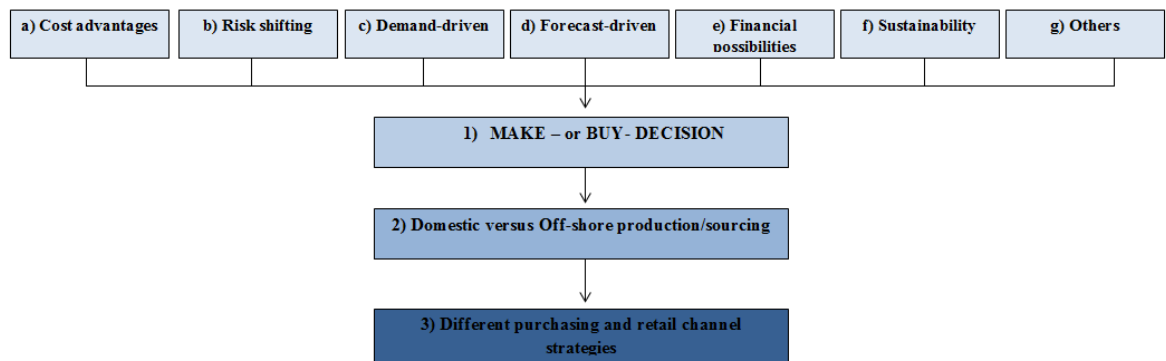 a) Cost advantages
b) Risk shifting
c) Demand-driven
d) Forecast-driven
e) Financial
possibilities
f) Sustainability
g) Others
1) MAKE – or BUY- DECISION
2) Domestic versus Off-shore production/sourcing
3) Different purchasing and retail channel
strategies